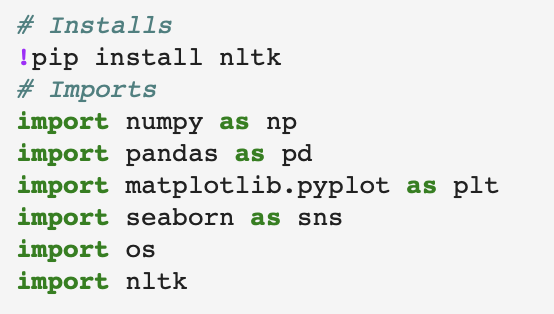 # Installs
!pip install nltk
# Imports
import numpy as np
import pandas as pd
import matplotlib.pyplot as plt
import seaborn as sns
import os
import nltk